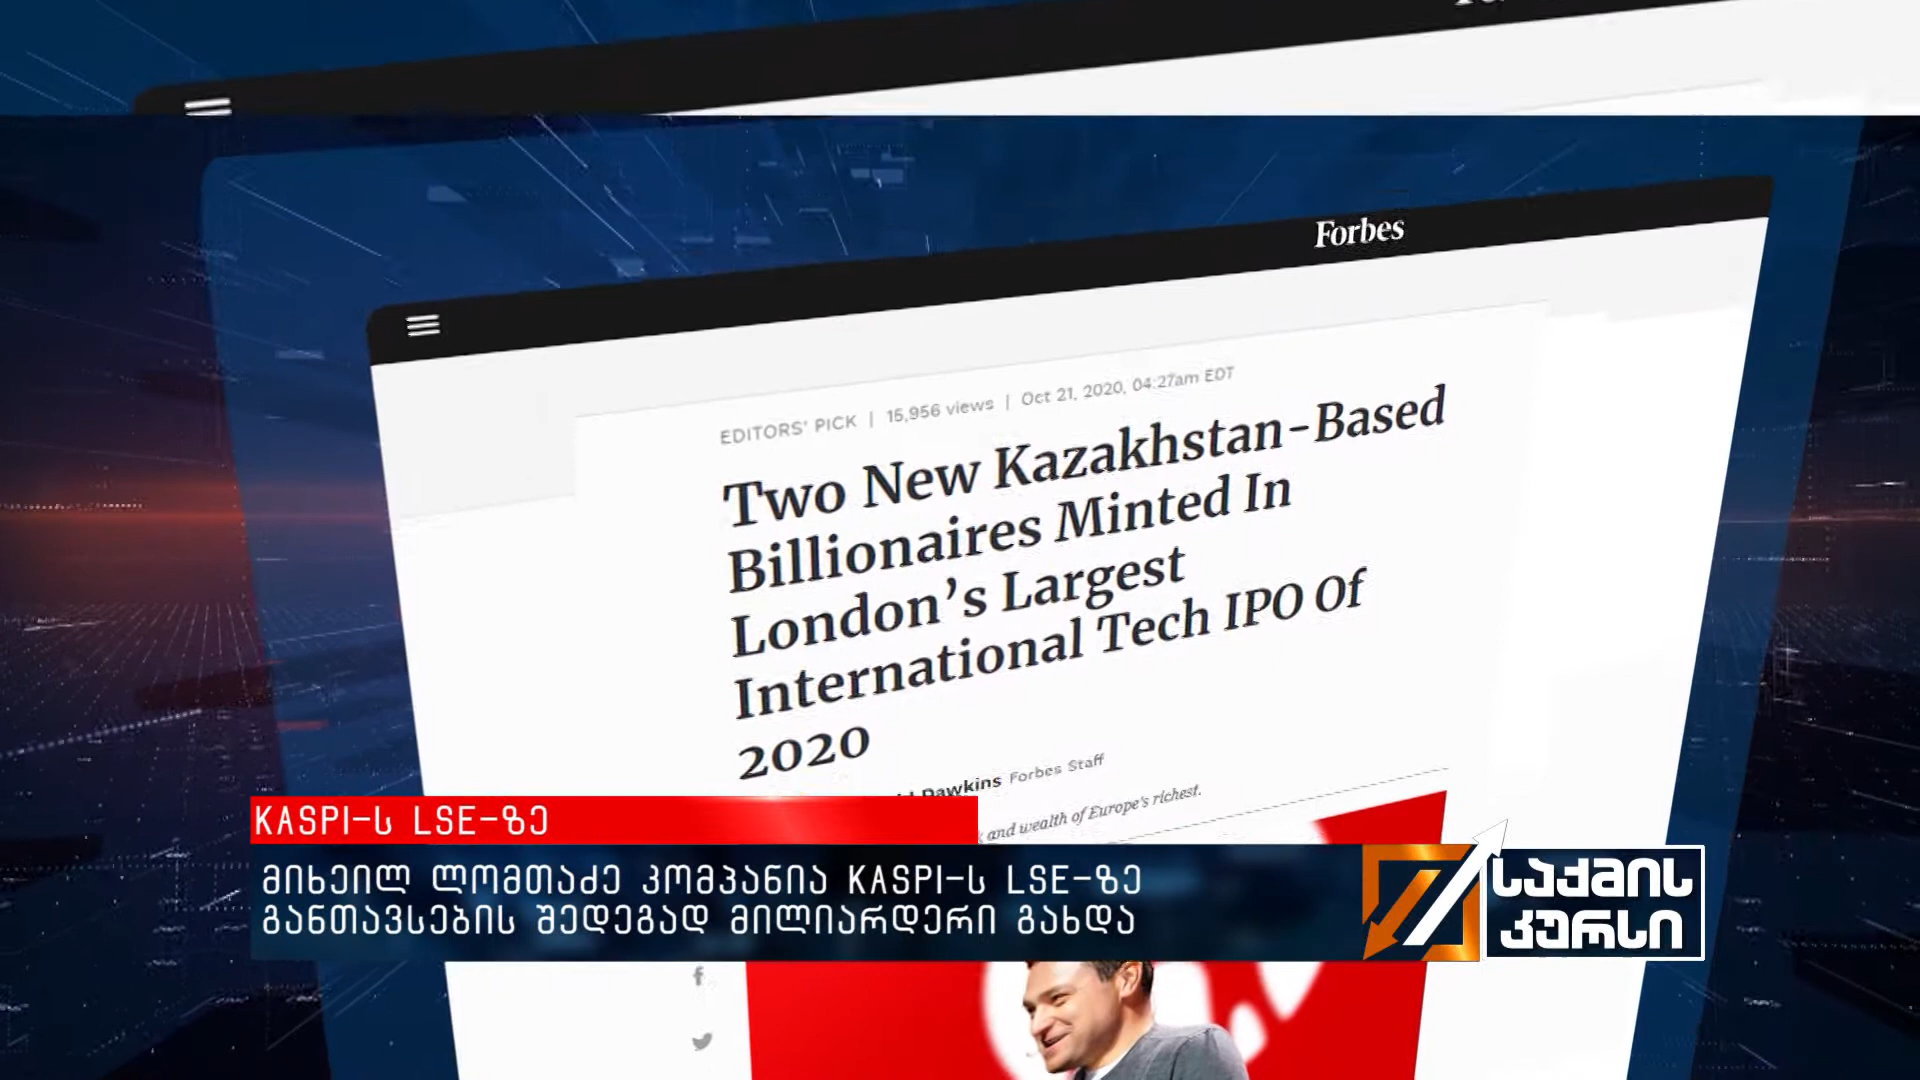 Forbes
EDITORS' PICK | 15,956 views | Oct 21, 2020, 04:27am EDT
Two New Kazakhstan-Based
Billionaires Minted In
London's Largest
International Tech IPO Of
2020
Dawkins Forbes Staff
and wealth of Europe's richest.
KASPI-ს LSE-ზე
მიხეილ ლომთაძე კომპანია KASPI-ს LSE-ზე
განთავსების შედეგად მილიარდერი გახდა
საქმის
კურსი